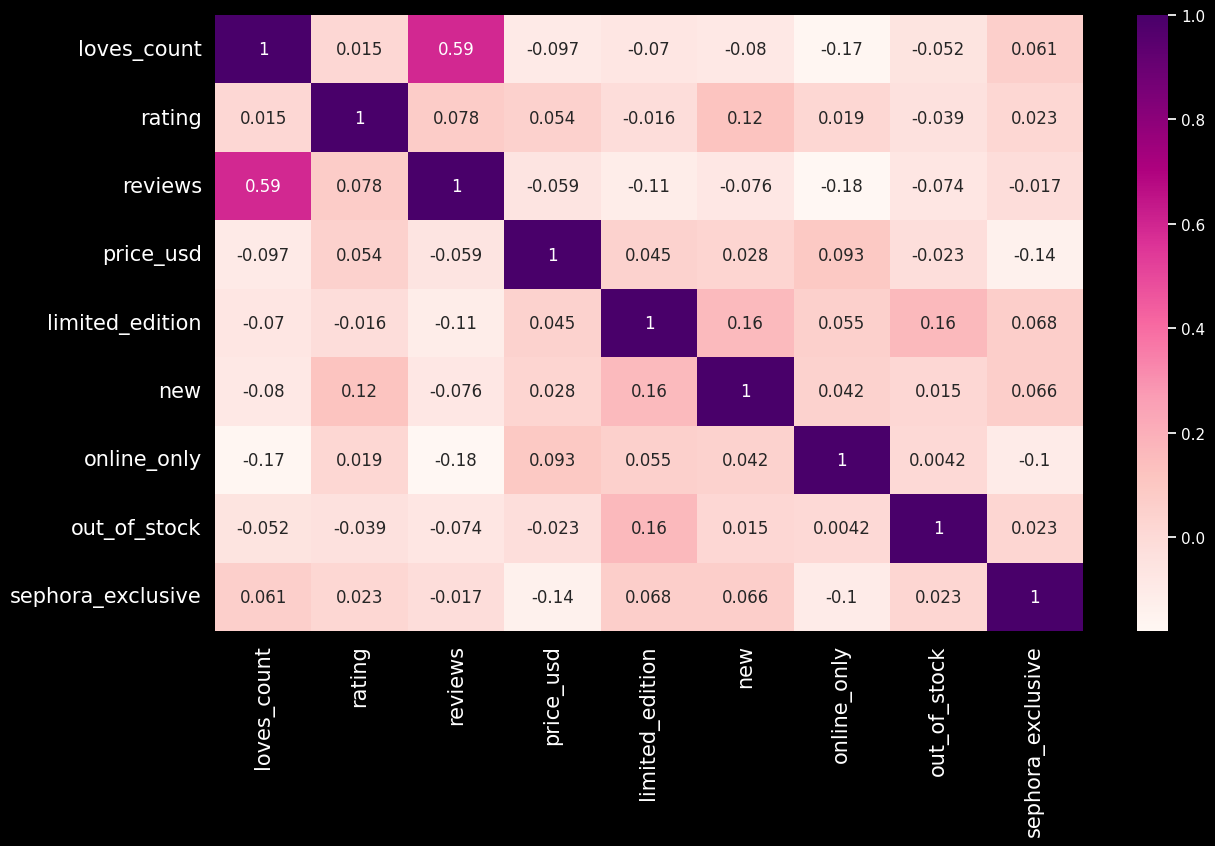 loves_count 1 0.015 0.59 -0.097 -0.07 -0.08 -0.17 -0.052 0.061
rating 0.015 1 0.078 0.054 -0.016 0.12 0.019 -0.039 0.023
reviews 0.59 0.078 1 -0.059 -0.11 -0.076 -0.18 -0.074 -0.017
price_usd -0.097 0.054 -0.059 1 0.045 0.028 0.093 -0.023 -0.14
limited_edition -0.07 -0.016 -0.11 0.045 1 0.16 0.055 0.16 0.068
new -0.08 0.12 -0.076 0.028 0.16 1 0.042 0.015 0.066
online_only -0.17 0.019 -0.18 0.093 0.055 0.042 1 0.0042 -0.1
out_of_stock -0.052 -0.039 -0.074 -0.023 0.16 0.015 0.0042 1 0.023
sephora_exclusive 0.061 0.023 -0.017 -0.14 0.068 0.066 -0.1 0.023 1
loves_count
rating
reviews
price_usd
limited_edition
new
online_only
out_of_stock
sephora_exclusive
1.0
0.8
0.6
0.4
0.2
0.0